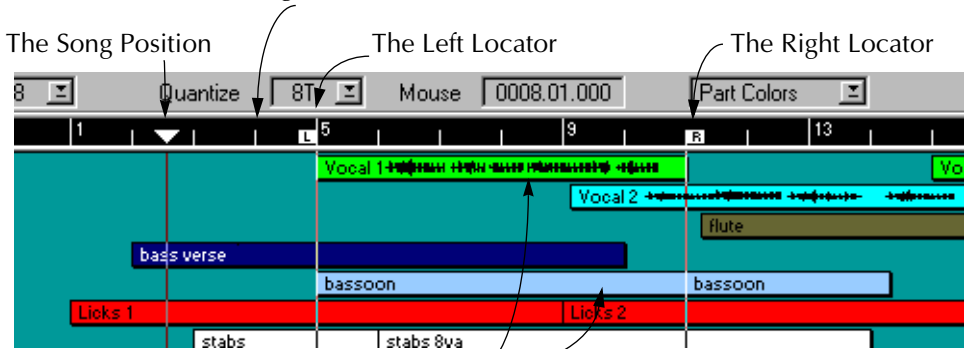 The Song Position The Left Locator The Right Locator
8 Quantize 8T Mouse 0008.01.000 Part Colors
1 L 5 9 R 13
Vocal 1 Vo
Vocal 2
flute
bass verse
bassoon bassoon
Licks 1 Licks 2
stabs stabs 8va